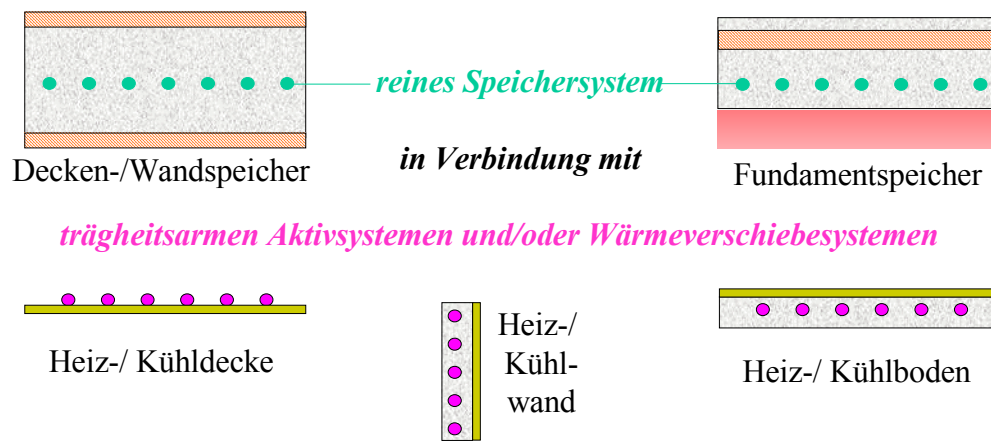 reines Speichersystem
Decken-/Wandspeicher
in Verbindung mit
Fundamentspeicher
trägheitsarmen Aktivsystemen und/oder Wärmeverschiebesystemen
Heiz-/ Kühldecke
Heiz-/
Kühl-
wand
Heiz-/ Kühlboden